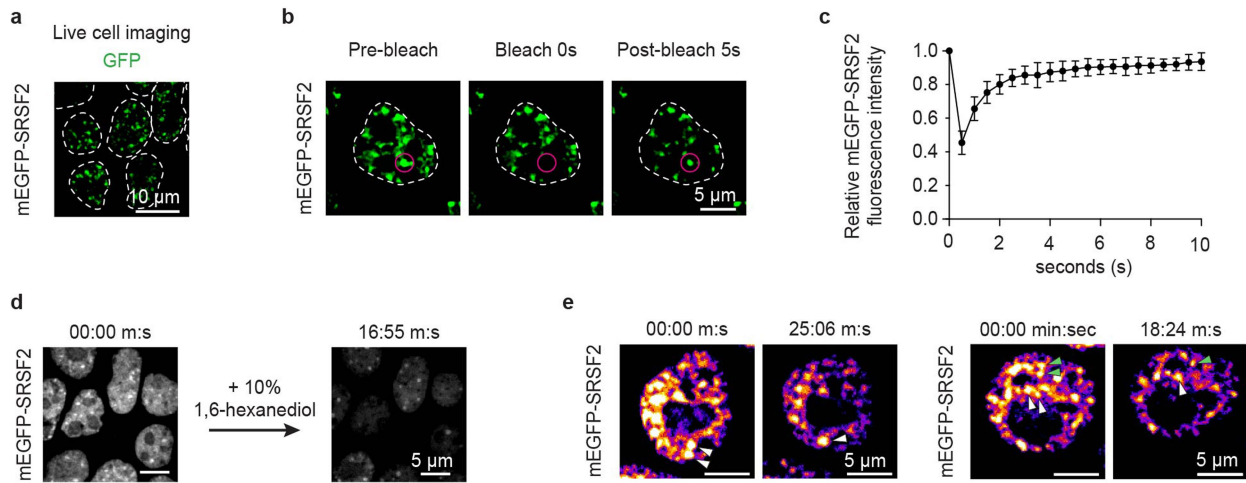 a
Live cell imaging
GFP
mEGFP-SRSF2
10 µm
b
Pre-bleach
Bleach 0s
Post-bleach 5s
mEGFP-SRSF2
5 µm
c
Relative mEGFP-SRSF2
fluorescence intensity
1.0
0.8
0.6
0.4
0.2
0.0
0 2 4 6 8 10
seconds (s)
d
00:00 m:s
16:55 m:s
mEGFP-SRSF2
+ 10%
1,6-hexanediol
5 µm
e
00:00 m:s
25:06 m:s
mEGFP-SRSF2
5 µm
00:00 min:sec
18:24 m:s
mEGFP-SRSF2
5 µm